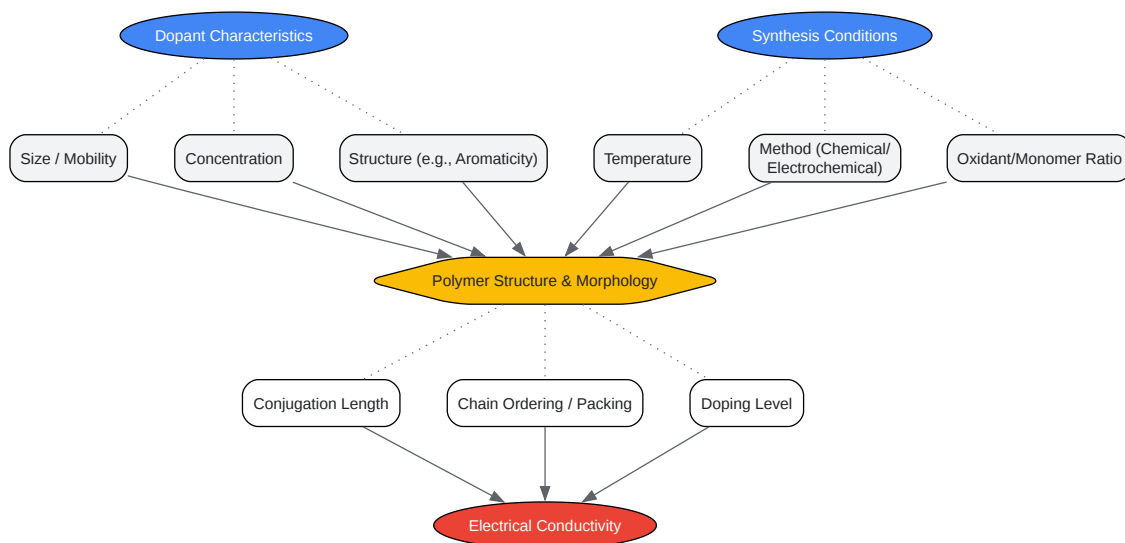 Dopant Characteristics
Synthesis Conditions
Size / Mobility
Concentration
Structure (e.g., Aromaticity)
Temperature
Method (Chemical/
Electrochemical)
Oxidant/Monomer Ratio
Polymer Structure & Morphology
Conjugation Length
Chain Ordering / Packing
Doping Level
Electrical Conductivity